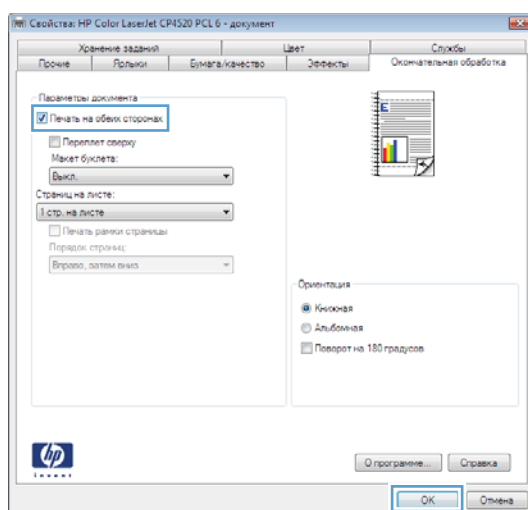 Свойства: HP Color LaserJet CP4520 PCL 6 - документ
Хранение заданий
Цвет
Службы
Прочие
Ярлыки
Бумага/качество
Эффекты
Окончательная обработка
Параметры документа
Печать на обеих сторонах
Переплет сверху
Макет буклета:
Выкл.
Страниц на листе:
1 стр. на листе
Печать рамки страницы
Порядок страниц:
Вправо, затем вниз
E
Ориентация
Книжная
Альбомная
Поворот на 180 градусов
hp
invent
О программе...
Справка
OK
Отмена